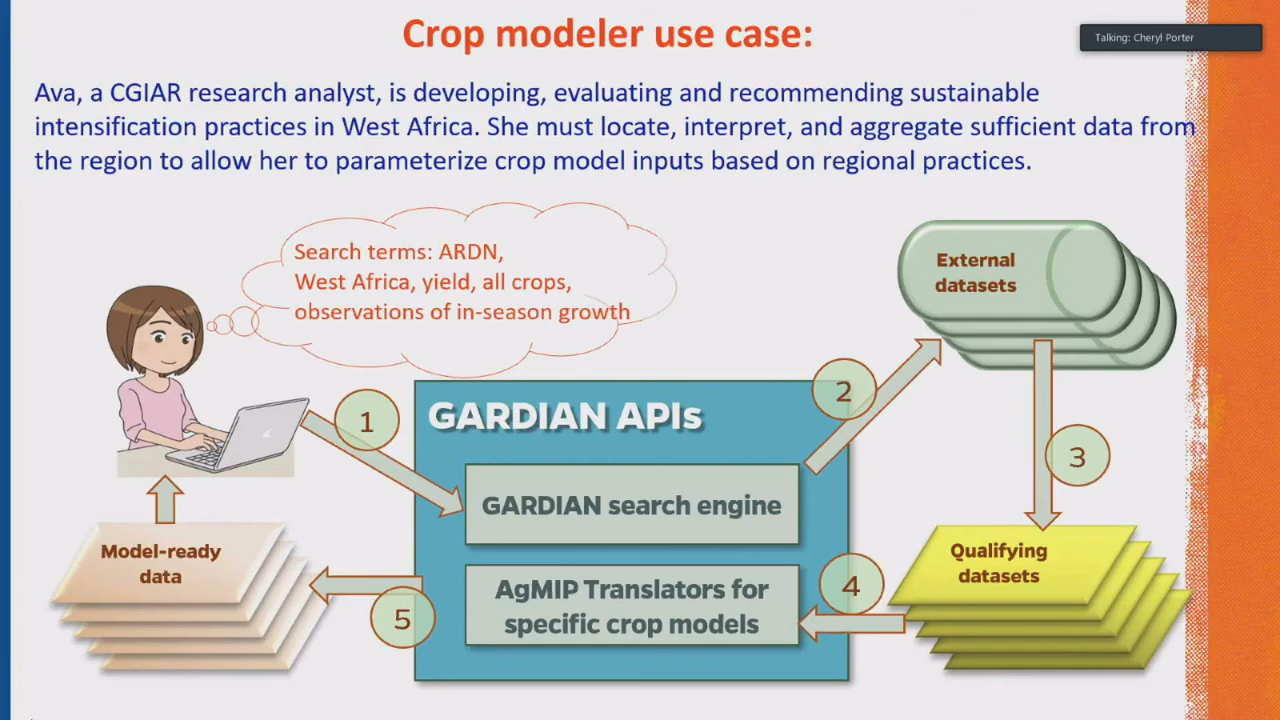 Crop modeler use case:
Talking: Cheryl Porter
Ava, a CGIAR research analyst, is developing, evaluating and recommending sustainable
intensification practices in West Africa. She must locate, interpret, and aggregate sufficient data from
the region to allow her to parameterize crop model inputs based on regional practices.
Search terms: ARDN,
West Africa, yield, all crops,
observations of in-season growth
External
datasets
1
2
GARDIAN APIs
3
GARDIAN search engine
Model-ready
data
Qualifying
datasets
AgMIP Translators for
specific crop models
4
5